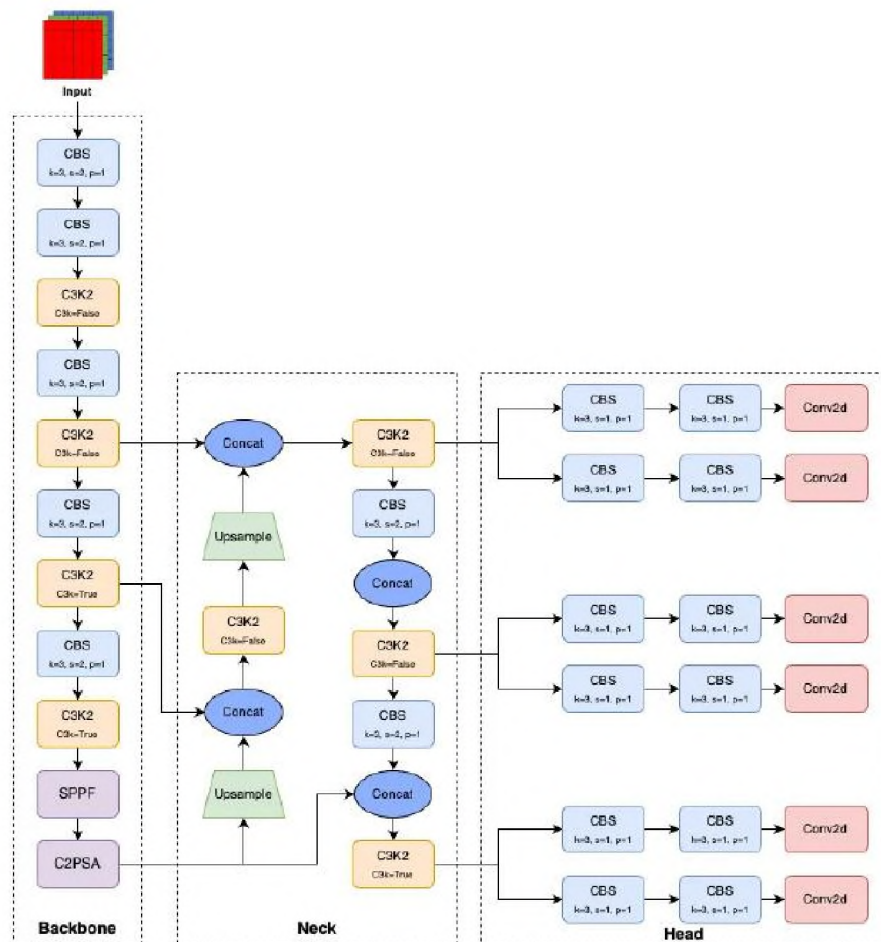 Input
CBS
k=3, s=3, p=1
CBS
k=3, s=2, p=1
C3K2
C3k=False
CBS
k=3, s=2, p=1
C3K2
C3k=False
CBS
k=3, s=2, p=1
C3K2
C3k=True
CBS
k=3, s=2, p=1
C3K2
C3k=True
SPPF
C2PSA
Backbone
Concat
Upsample
C3K2
C3k=False
Concat
Upsample
C3K2
C3k=False
CBS
k=3, s=2, p=1
Concat
C3K2
C3k=False
CBS
k=3, s=2, p=1
Concat
C3K2
C3k=True
Neck
CBS
k=3, s=1, p=1
CBS
k=3, s=1, p=1
Conv2d
CBS
k=3, s=1, p=1
CBS
k=3, s=1, p=1
Conv2d
CBS
k=3, s=1, p=1
CBS
k=3, s=1, p=1
Conv2d
CBS
k=3, s=1, p=1
CBS
k=3, s=1, p=1
Conv2d
CBS
k=3, s=1, p=1
CBS
k=3, s=1, p=1
Conv2d
CBS
k=3, s=1, p=1
CBS
k=3, s=1, p=1
Conv2d
Head